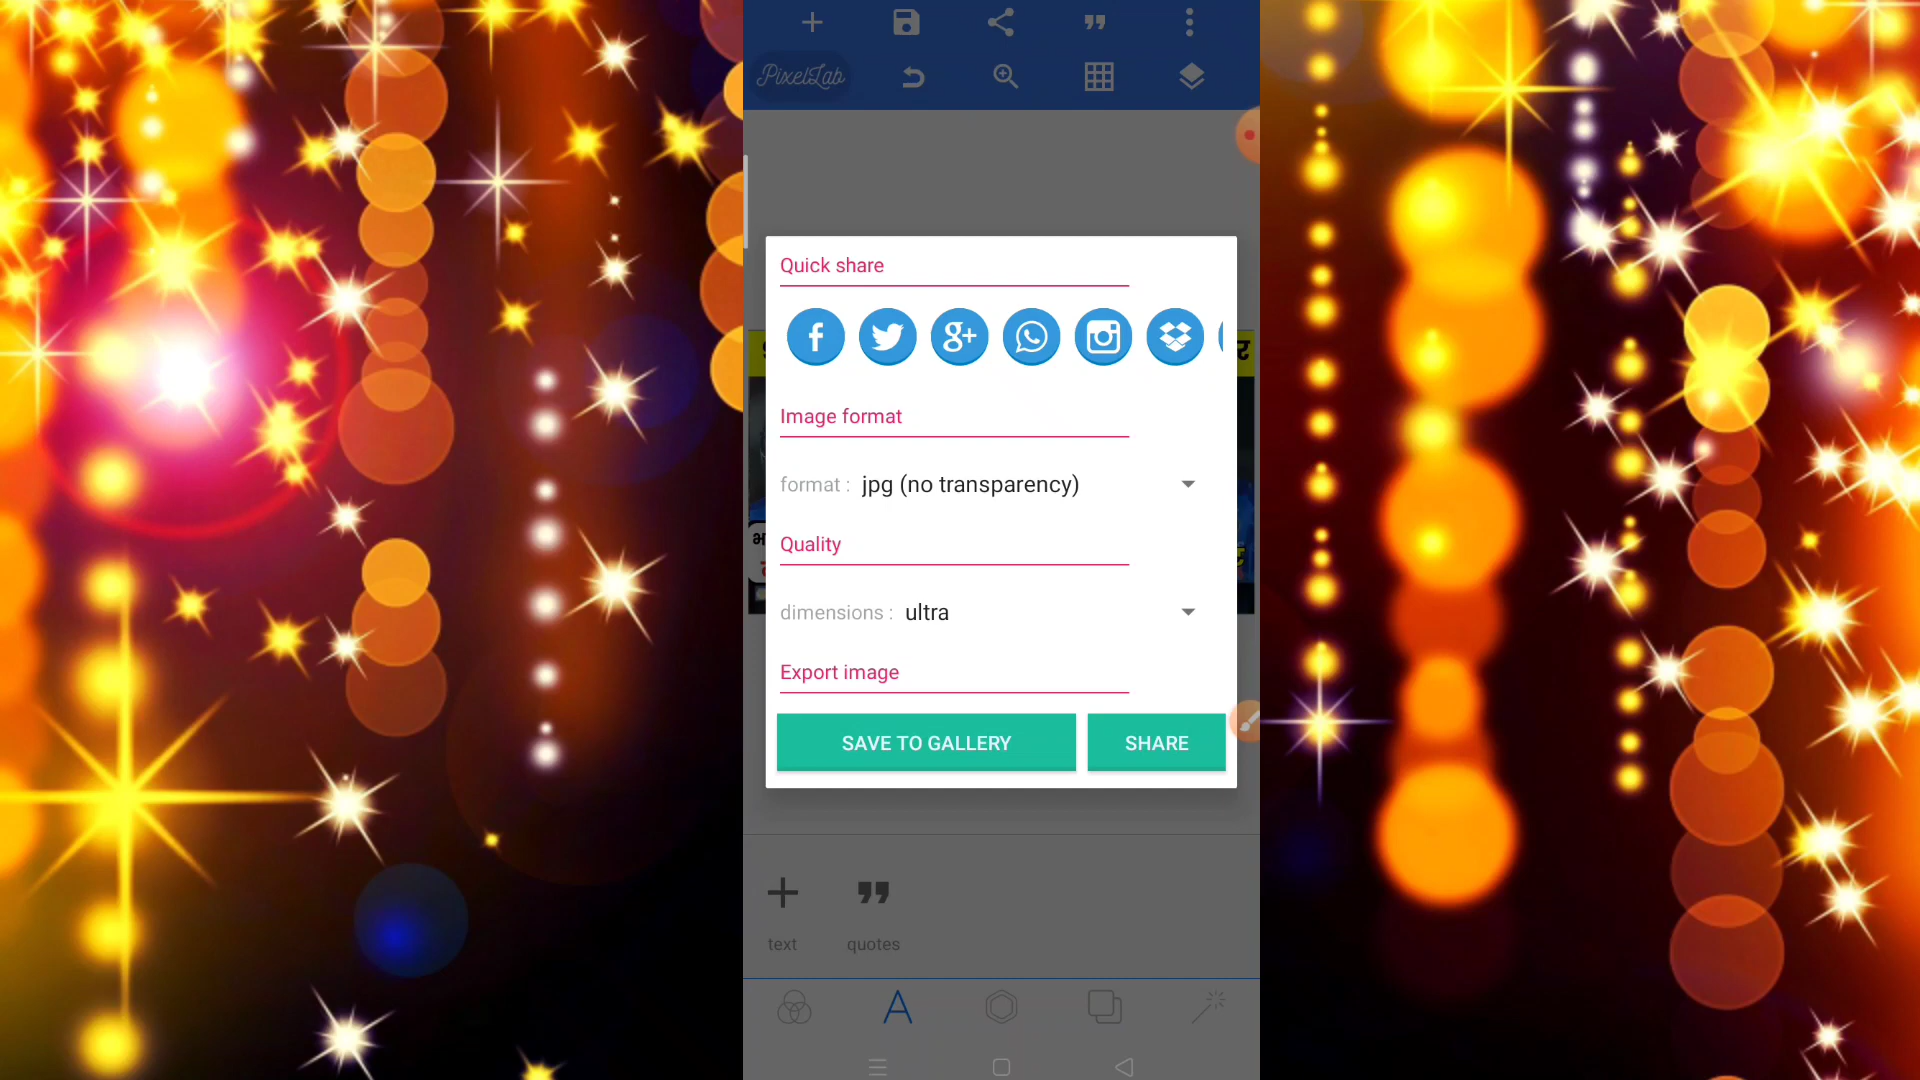 PixelLab
Quick share
Image format
format : jpg (no transparency)
Quality
dimensions : ultra
Export image
SAVE TO GALLERY SHARE
text quotes